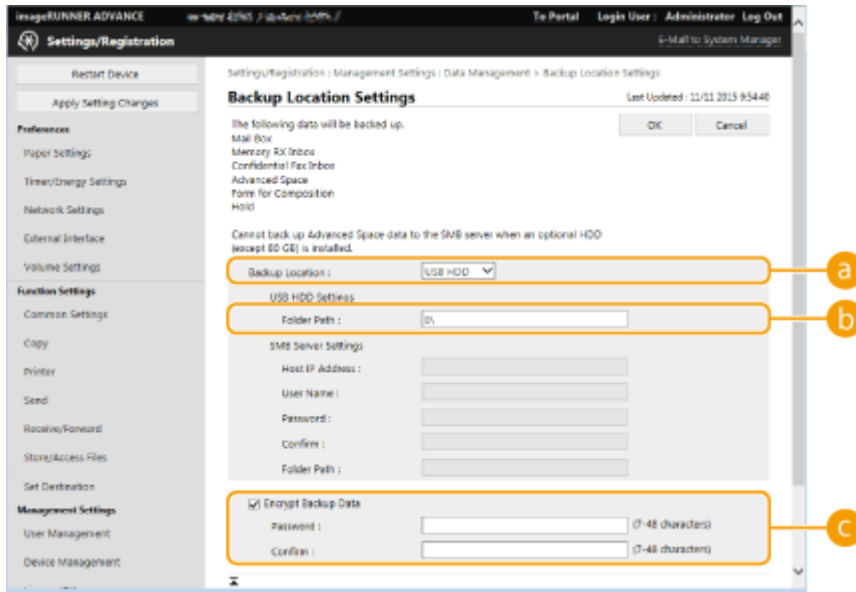 imageRUNNER ADVANCE
To Portal Login User : Administrator Log Out
Settings/Registration
E-Mail to System Manager
Restart Device
Apply Setting Changes
Preferences
Paper Settings
Timer/Energy Settings
Network Settings
External Interface
Volume Settings
Function Settings
Common Settings
Copy
Printer
Send
Receive/Forward
Store/Access Files
Set Destination
Management Settings
User Management
Device Management
Settings/Registration : Management Settings : Data Management > Backup Location Settings
Backup Location Settings
Last Updated : 11/11 2015 9:54:46
The following data will be backed up.
OK Cancel
Mail Box
Memory RX Inbox
Confidential Fax Inbox
Advanced Space
Form for Composition
Hold
Cannot back up Advanced Space data to the SMB server when an optional HDD
(except 80 GB) is installed.
Backup Location : USB HDD
a
USB HDD Settings
Folder Path :
b
SMB Server Settings
Host IP Address :
User Name :
Password :
Confirm :
Folder Path :
Encrypt Backup Data
Password : (7-48 characters)
c
Confirm : (7-48 characters)